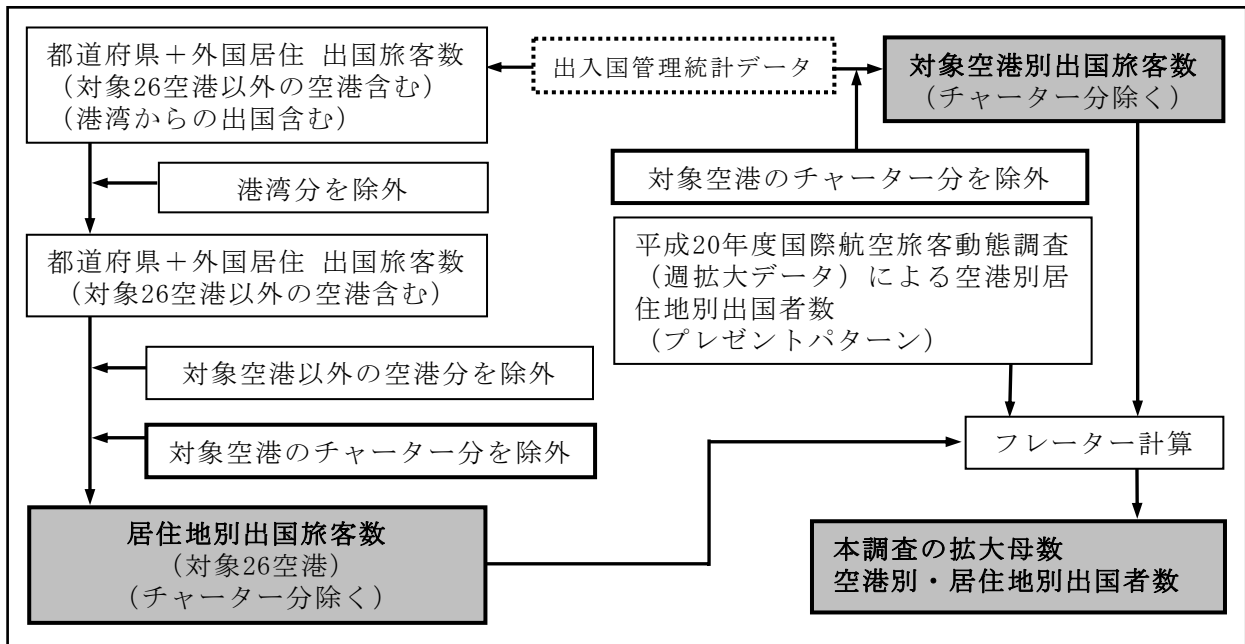 都道府県＋外国居住 出国旅客数
（対象26空港以外の空港含む）
（港湾からの出国含む）
出入国管理統計データ
対象空港別出国旅客数
（チャーター分除く）
港湾分を除外
対象空港のチャーター分を除外
都道府県＋外国居住 出国旅客数
（対象26空港以外の空港含む）
平成20年度国際航空旅客動態調査
（週拡大データ）による空港別居
住地別出国者数
（プレゼントパターン）
対象空港以外の空港分を除外
対象空港のチャーター分を除外
フレーター計算
居住地別出国旅客数
（対象26空港）
（チャーター分除く）
本調査の拡大母数
空港別・居住地別出国者数